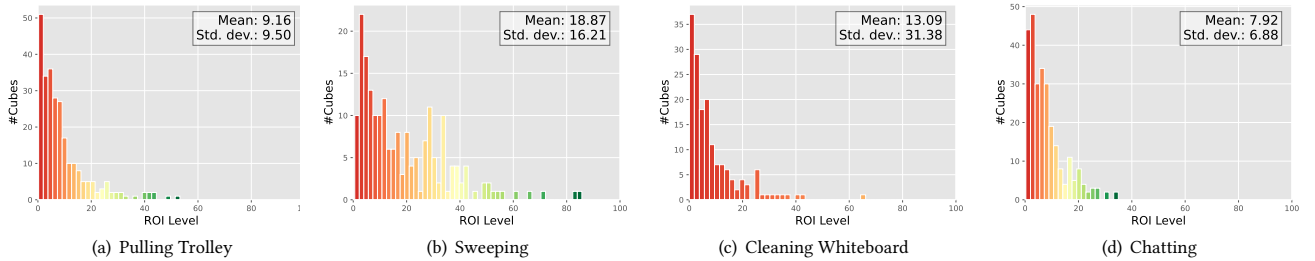 Mean: 9.16
Std. dev.: 9.50
#Cubes
50
40
30
20
10
0
0 20 40 60 80 1
ROI Level
(a) Pulling Trolley
Mean: 18.87
Std. dev.: 16.21
#Cubes
20
15
10
5
0
0 20 40 60 80 100
ROI Level
(b) Sweeping
Mean: 13.09
Std. dev.: 31.38
#Cubes
35
30
25
20
15
10
5
0
0 20 40 60 80 100
ROI Level
(c) Cleaning Whiteboard
Mean: 7.92
Std. dev.: 6.88
#Cubes
50
40
30
20
10
0
0 20 40 60 80 100
ROI Level
(d) Chatting